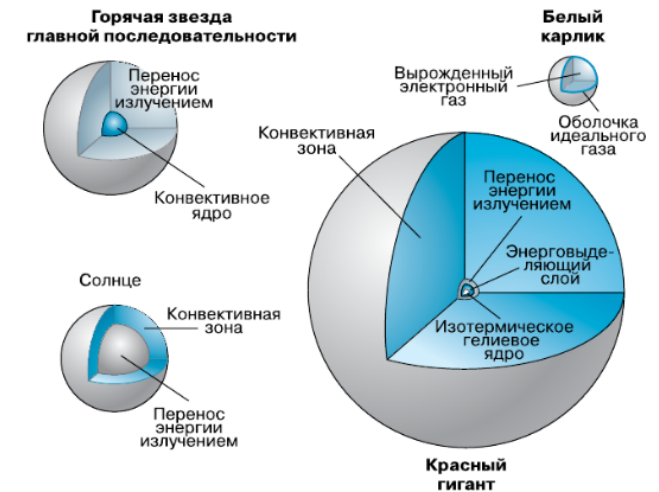 Горячая звезда
главной последовательности
Перенос
энергии
излучением
Конвективное
ядро
Солнце
Конвективная
зона
Перенос
энергии
излучением
Белый
карлик
Вырожденный
электронный
газ
Оболочка
идеального
газа
Конвективная
зона
Перенос
энергии
излучением
Энерговыде-
ляющий
слой
Изотермическое
гелиевое
ядро
Красный
гигант